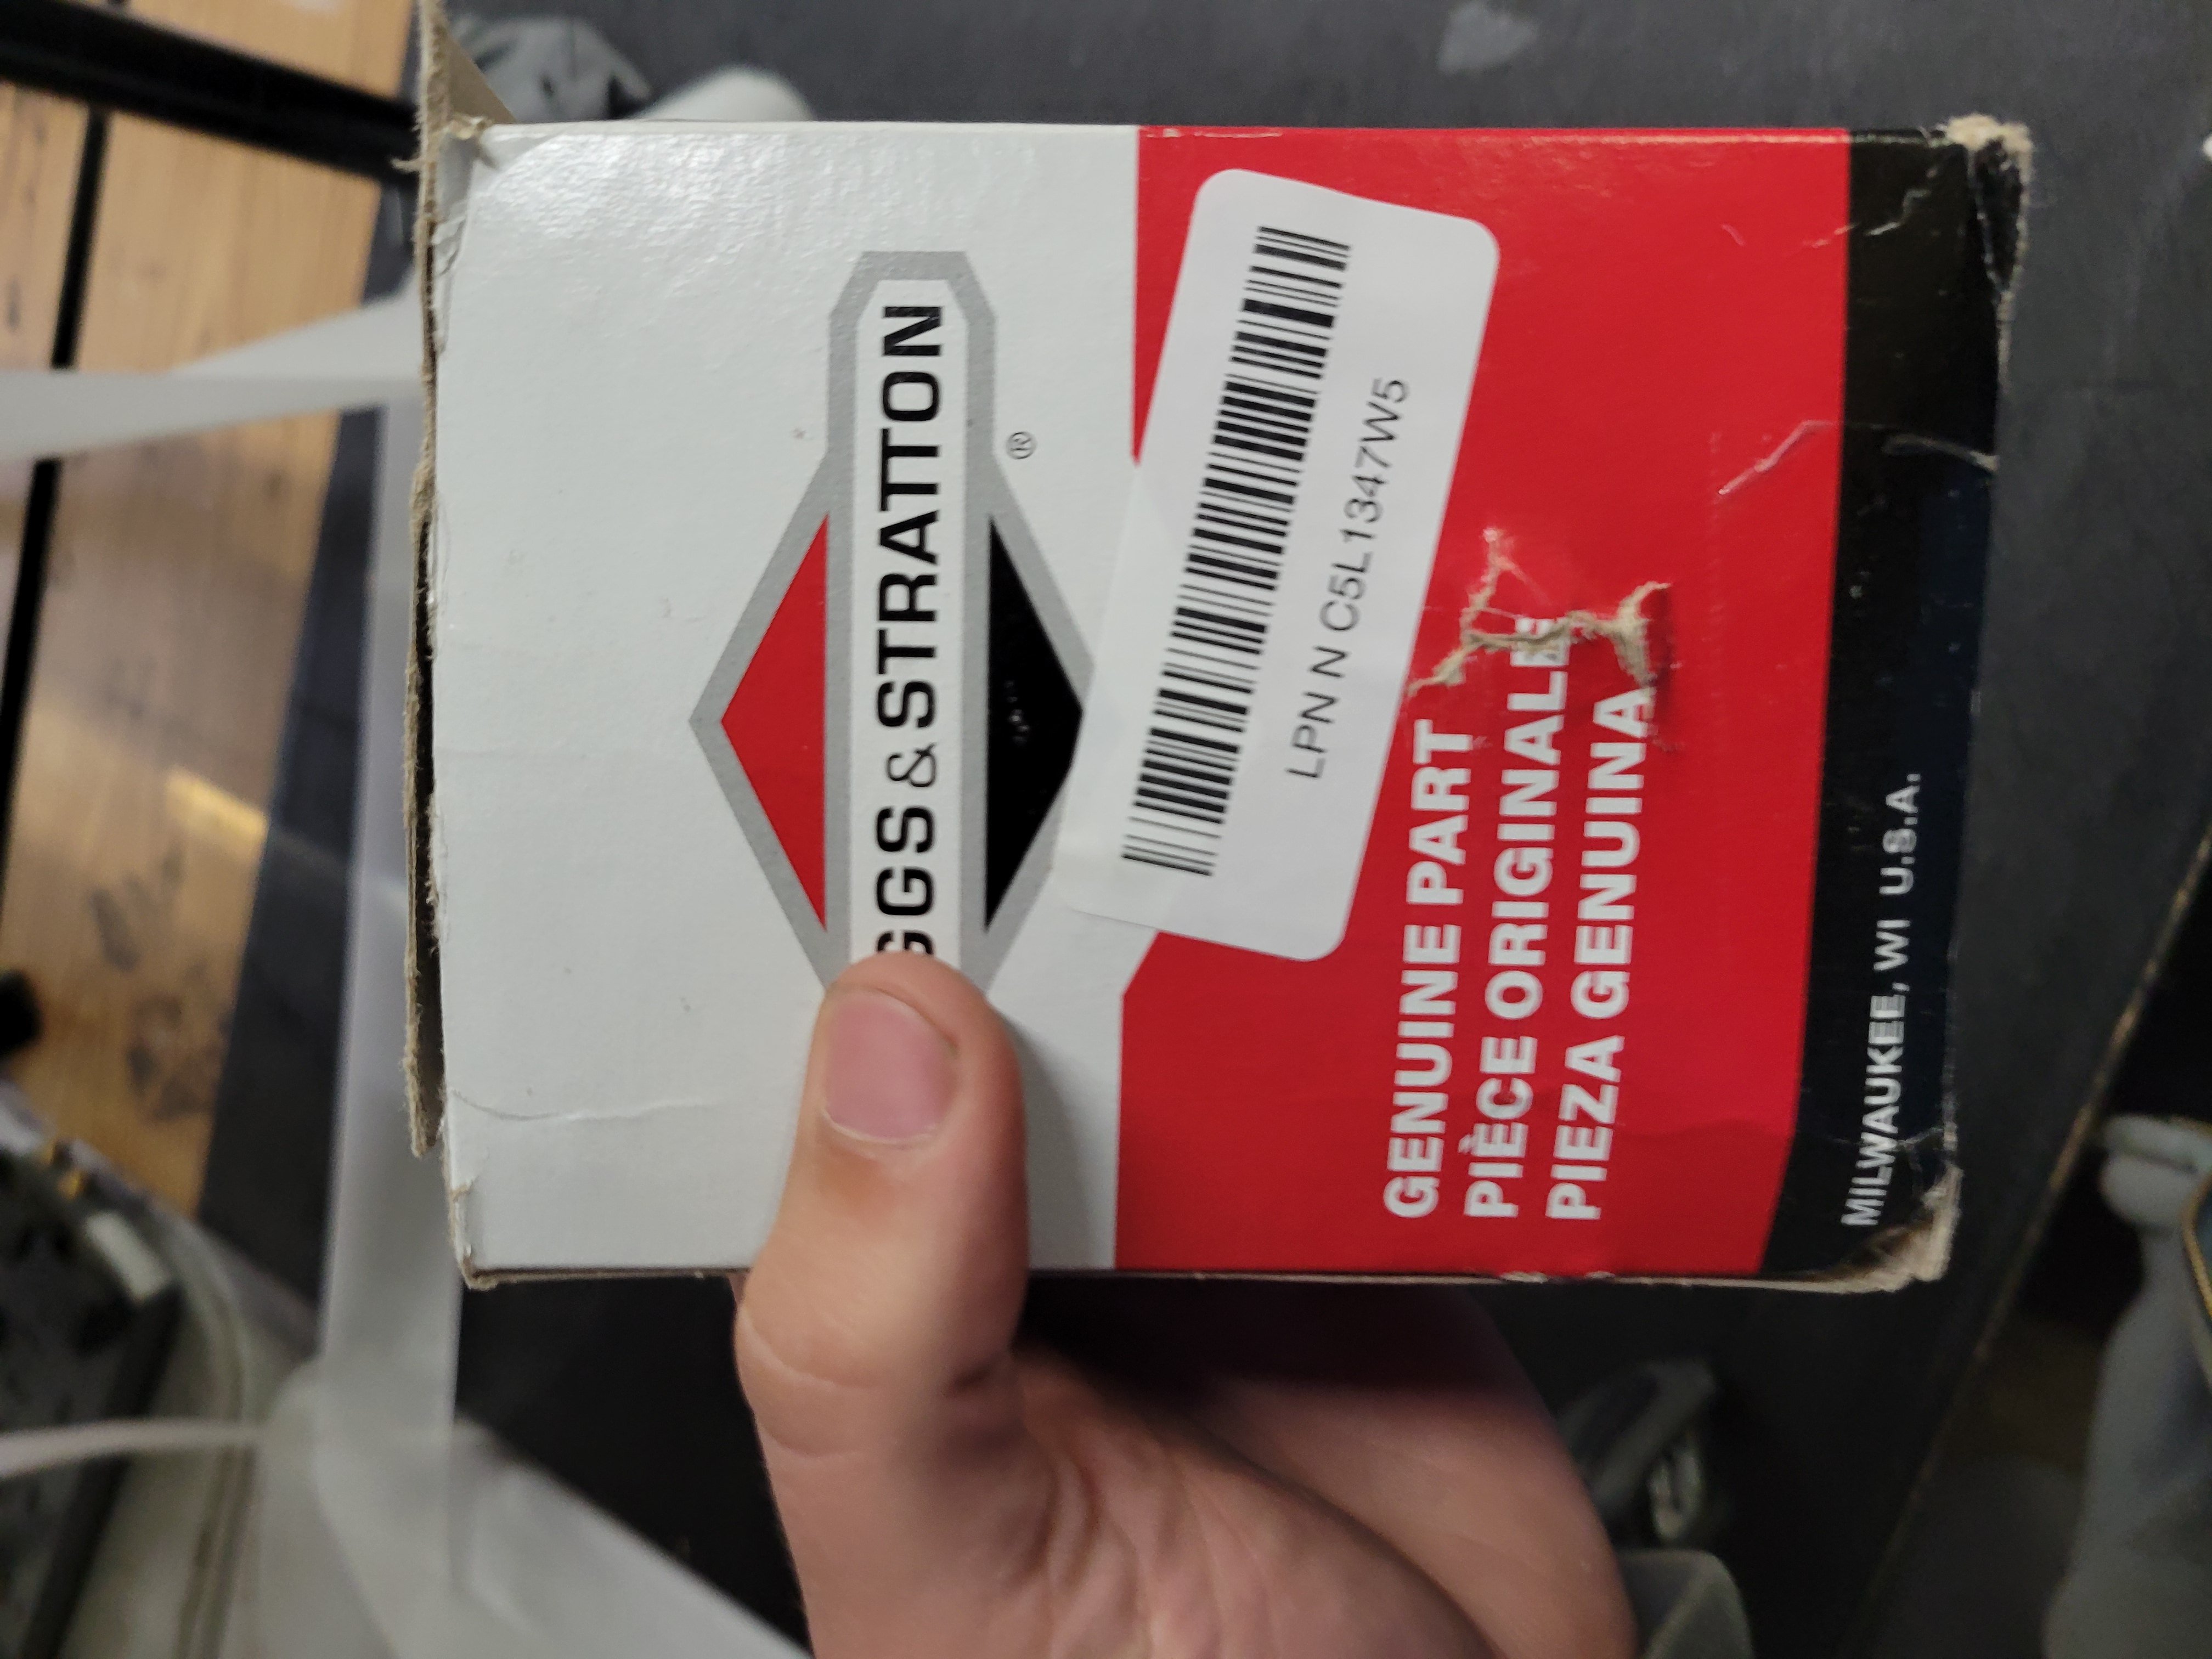 GGS & STRATTON
®
LPN N C5L1347W5
GENUINE PART
PIÈCE ORIGINALE
PIEZA GENUINA
MILWAUKEE, WI U.S.A.